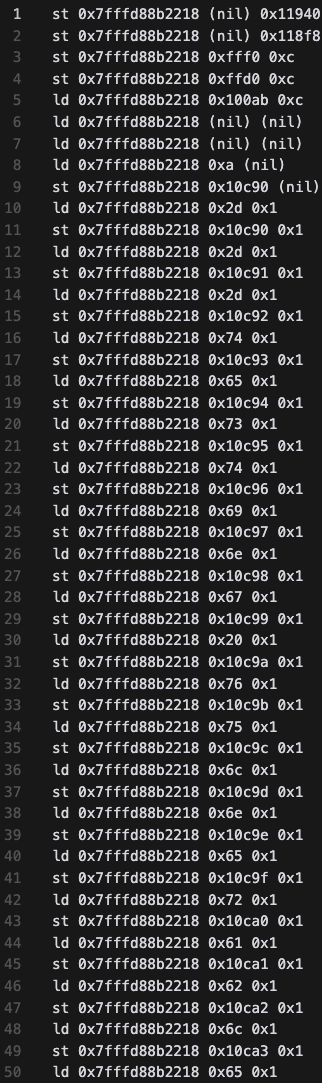 1 st 0x7fffd88b2218 (nil) 0x11940
2 st 0x7fffd88b2218 (nil) 0x118f8
3 st 0x7fffd88b2218 0xfff0 0xc
4 st 0x7fffd88b2218 0xffd0 0xc
5 ld 0x7fffd88b2218 0x100ab 0xc
6 ld 0x7fffd88b2218 (nil) (nil)
7 ld 0x7fffd88b2218 (nil) (nil)
8 ld 0x7fffd88b2218 0xa (nil)
9 st 0x7fffd88b2218 0x10c90 (nil)
10 ld 0x7fffd88b2218 0x2d 0x1
11 st 0x7fffd88b2218 0x10c90 0x1
12 ld 0x7fffd88b2218 0x2d 0x1
13 st 0x7fffd88b2218 0x10c91 0x1
14 ld 0x7fffd88b2218 0x2d 0x1
15 st 0x7fffd88b2218 0x10c92 0x1
16 ld 0x7fffd88b2218 0x74 0x1
17 st 0x7fffd88b2218 0x10c93 0x1
18 ld 0x7fffd88b2218 0x65 0x1
19 st 0x7fffd88b2218 0x10c94 0x1
20 ld 0x7fffd88b2218 0x73 0x1
21 st 0x7fffd88b2218 0x10c95 0x1
22 ld 0x7fffd88b2218 0x74 0x1
23 st 0x7fffd88b2218 0x10c96 0x1
24 ld 0x7fffd88b2218 0x69 0x1
25 st 0x7fffd88b2218 0x10c97 0x1
26 ld 0x7fffd88b2218 0x6e 0x1
27 st 0x7fffd88b2218 0x10c98 0x1
28 ld 0x7fffd88b2218 0x67 0x1
29 st 0x7fffd88b2218 0x10c99 0x1
30 ld 0x7fffd88b2218 0x20 0x1
31 st 0x7fffd88b2218 0x10c9a 0x1
32 ld 0x7fffd88b2218 0x76 0x1
33 st 0x7fffd88b2218 0x10c9b 0x1
34 ld 0x7fffd88b2218 0x75 0x1
35 st 0x7fffd88b2218 0x10c9c 0x1
36 ld 0x7fffd88b2218 0x6c 0x1
37 st 0x7fffd88b2218 0x10c9d 0x1
38 ld 0x7fffd88b2218 0x6e 0x1
39 st 0x7fffd88b2218 0x10c9e 0x1
40 ld 0x7fffd88b2218 0x65 0x1
41 st 0x7fffd88b2218 0x10c9f 0x1
42 ld 0x7fffd88b2218 0x72 0x1
43 st 0x7fffd88b2218 0x10ca0 0x1
44 ld 0x7fffd88b2218 0x61 0x1
45 st 0x7fffd88b2218 0x10ca1 0x1
46 ld 0x7fffd88b2218 0x62 0x1
47 st 0x7fffd88b2218 0x10ca2 0x1
48 ld 0x7fffd88b2218 0x6c 0x1
49 st 0x7fffd88b2218 0x10ca3 0x1
50 ld 0x7fffd88b2218 0x65 0x1